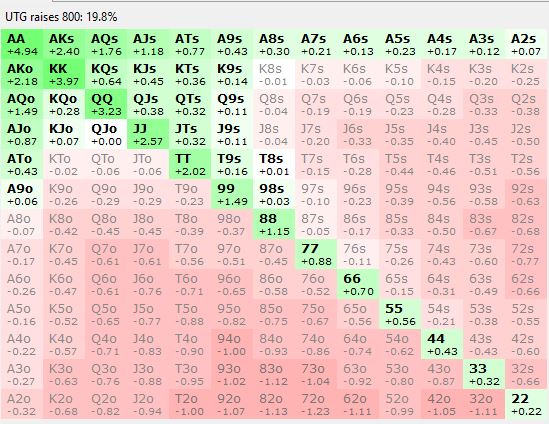 UTG raises 800: 19.8%
AA AKs AQs AJs ATs A9s A8s A7s A6s A5s A4s A3s A2s
+4.94 +2.40 +1.76 +1.18 +0.77 +0.43 +0.30 +0.21 +0.13 +0.23 +0.17 +0.12 +0.07
AKo KK KQs KJs KTs K9s K8s K7s K6s K5s K4s K3s K2s
+2.18 +3.97 +0.64 +0.45 +0.36 +0.14 -0.01 -0.03 -0.06 -0.10 -0.15 -0.20 -0.25
AQo KQo QQ QJs QTs Q9s Q8s Q7s Q6s Q5s Q4s Q3s Q2s
+1.49 +0.28 +3.23 +0.38 +0.32 +0.11 -0.04 -0.19 -0.19 -0.23 -0.28 -0.33 -0.38
AJo KJo QJo JJ JTs J9s J8s J7s J6s J5s J4s J3s J2s
+0.87 +0.07 +0.00 +2.57 +0.32 +0.11 -0.04 -0.20 -0.35 -0.35 -0.40 -0.45 -0.50
ATo KTo QTo JTo TT T9s T8s T7s T6s T5s T4s T3s T2s
+0.43 -0.02 -0.06 -0.06 +2.02 +0.16 +0.01 -0.15 -0.28 -0.44 -0.46 -0.51 -0.56
A9o K9o Q9o J9o T9o 99 98s 97s 96s 95s 94s 93s 92s
+0.06 -0.26 -0.29 -0.29 -0.23 +1.49 +0.03 -0.10 -0.23 -0.39 -0.56 -0.58 -0.63
A8o K8o Q8o J8o T8o 98o 88 87s 86s 85s 84s 83s 82s
-0.07 -0.42 -0.45 -0.45 -0.39 -0.37 +1.15 -0.05 -0.17 -0.33 -0.50 -0.67 -0.68
A7o K7o Q7o J7o T7o 97o 87o 77 76s 75s 74s 73s 72s
-0.17 -0.45 -0.61 -0.61 -0.56 -0.51 -0.45 +0.88 -0.11 -0.26 -0.43 -0.60 -0.77
A6o K6o Q6o J6o T6o 96o 86o 76o 66 65s 64s 63s 62s
-0.26 -0.47 -0.61 -0.76 -0.71 -0.65 -0.58 -0.52 +0.70 -0.15 -0.31 -0.49 -0.66
A5o K5o Q5o J5o T5o 95o 85o 75o 65o 55 54s 53s 52s
-0.16 -0.52 -0.65 -0.77 -0.88 -0.82 -0.75 -0.67 -0.56 +0.56 -0.21 -0.38 -0.55
A4o K4o Q4o J4o T4o 94o 84o 74o 64o 54o 44 43s 42s
-0.22 -0.57 -0.71 -0.83 -0.90 -1.00 -0.93 -0.86 -0.74 -0.62 +0.43 -0.43 -0.60
A3o K3o Q3o J3o T3o 93o 83o 73o 63o 53o 43o 33 32s
-0.27 -0.63 -0.76 -0.88 -0.95 -1.02 -1.12 -1.04 -0.92 -0.80 -0.87 +0.32 -0.66
A2o K2o Q2o J2o T2o 92o 82o 72o 62o 52o 42o 32o 22
-0.32 -0.68 -0.82 -0.94 -1.00 -1.07 -1.13 -1.23 -1.11 -0.99 -1.05 -1.11 +0.22